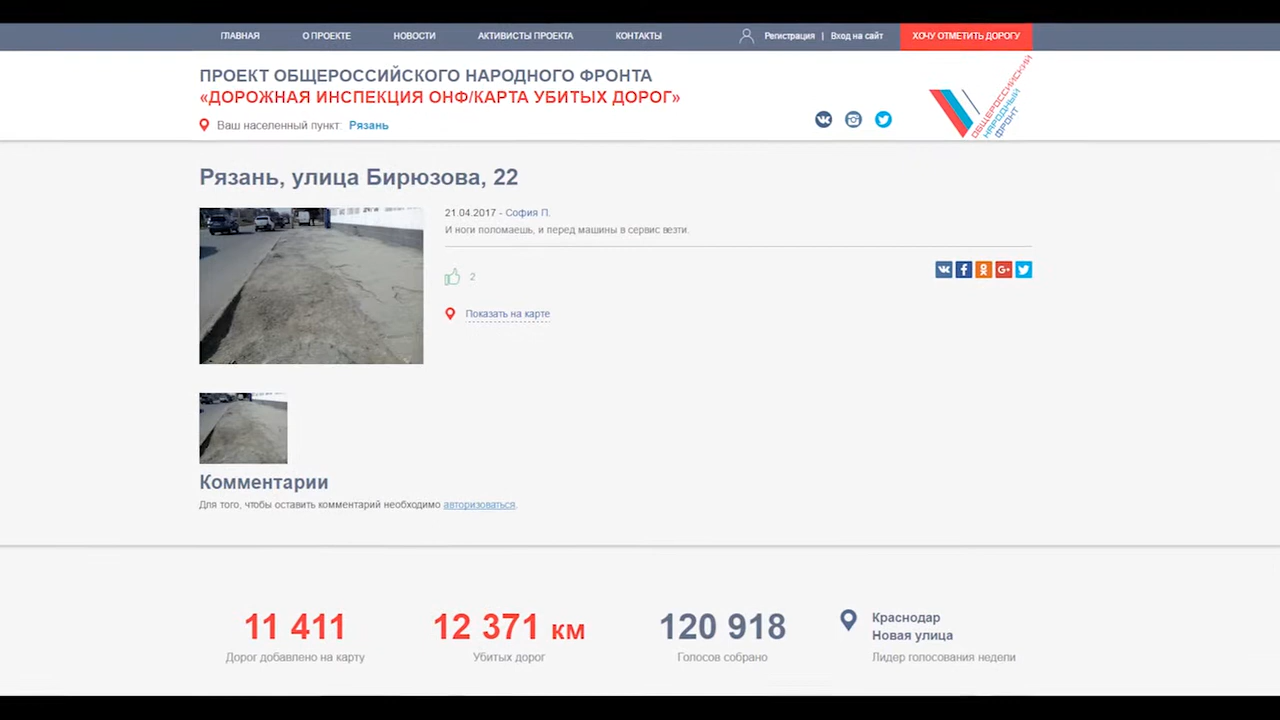 ГЛАВНАЯ О ПРОЕКТЕ НОВОСТИ АКТИВИСТЫ ПРОЕКТА КОНТАКТЫ Регистрация | Вход на сайт ХОЧУ ОТМЕТИТЬ ДОРОГУ
ПРОЕКТ ОБЩЕРОССИЙСКОГО НАРОДНОГО ФРОНТА
«ДОРОЖНАЯ ИНСПЕКЦИЯ ОНФ/КАРТА УБИТЫХ ДОРОГ»
Ваш населенный пункт: Рязань
ОБЩЕРОССИЙСКИЙ
НАРОДНЫЙ
ФРОНТ
Рязань, улица Бирюзова, 22
21.04.2017 - София П.
И ноги поломаешь, и перед машины в сервис везти.
2
Показать на карте
Комментарии
Для того, чтобы оставить комментарий необходимо авторизоваться.
11 411
Дорог добавлено на карту
12 371 км
Убитых дорог
120 918
Голосов собрано
Краснодар
Новая улица
Лидер голосования недели